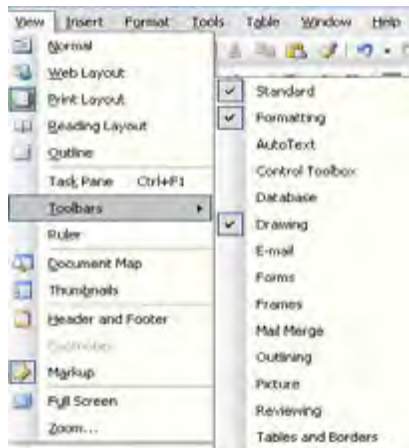 View Insert Format Tools Table Window Help
Normal
Web Layout
Print Layout
Reading Layout
Outline
Task Pane Ctrl+F1
Toolbars
Ruler
Document Map
Thumbnails
Header and Footer
Footnotes
Markup
Full Screen
Zoom...
Standard
Formatting
AutoText
Control Toolbox
Database
Drawing
E-mail
Forms
Frames
Mail Merge
Outlining
Picture
Reviewing
Tables and Borders